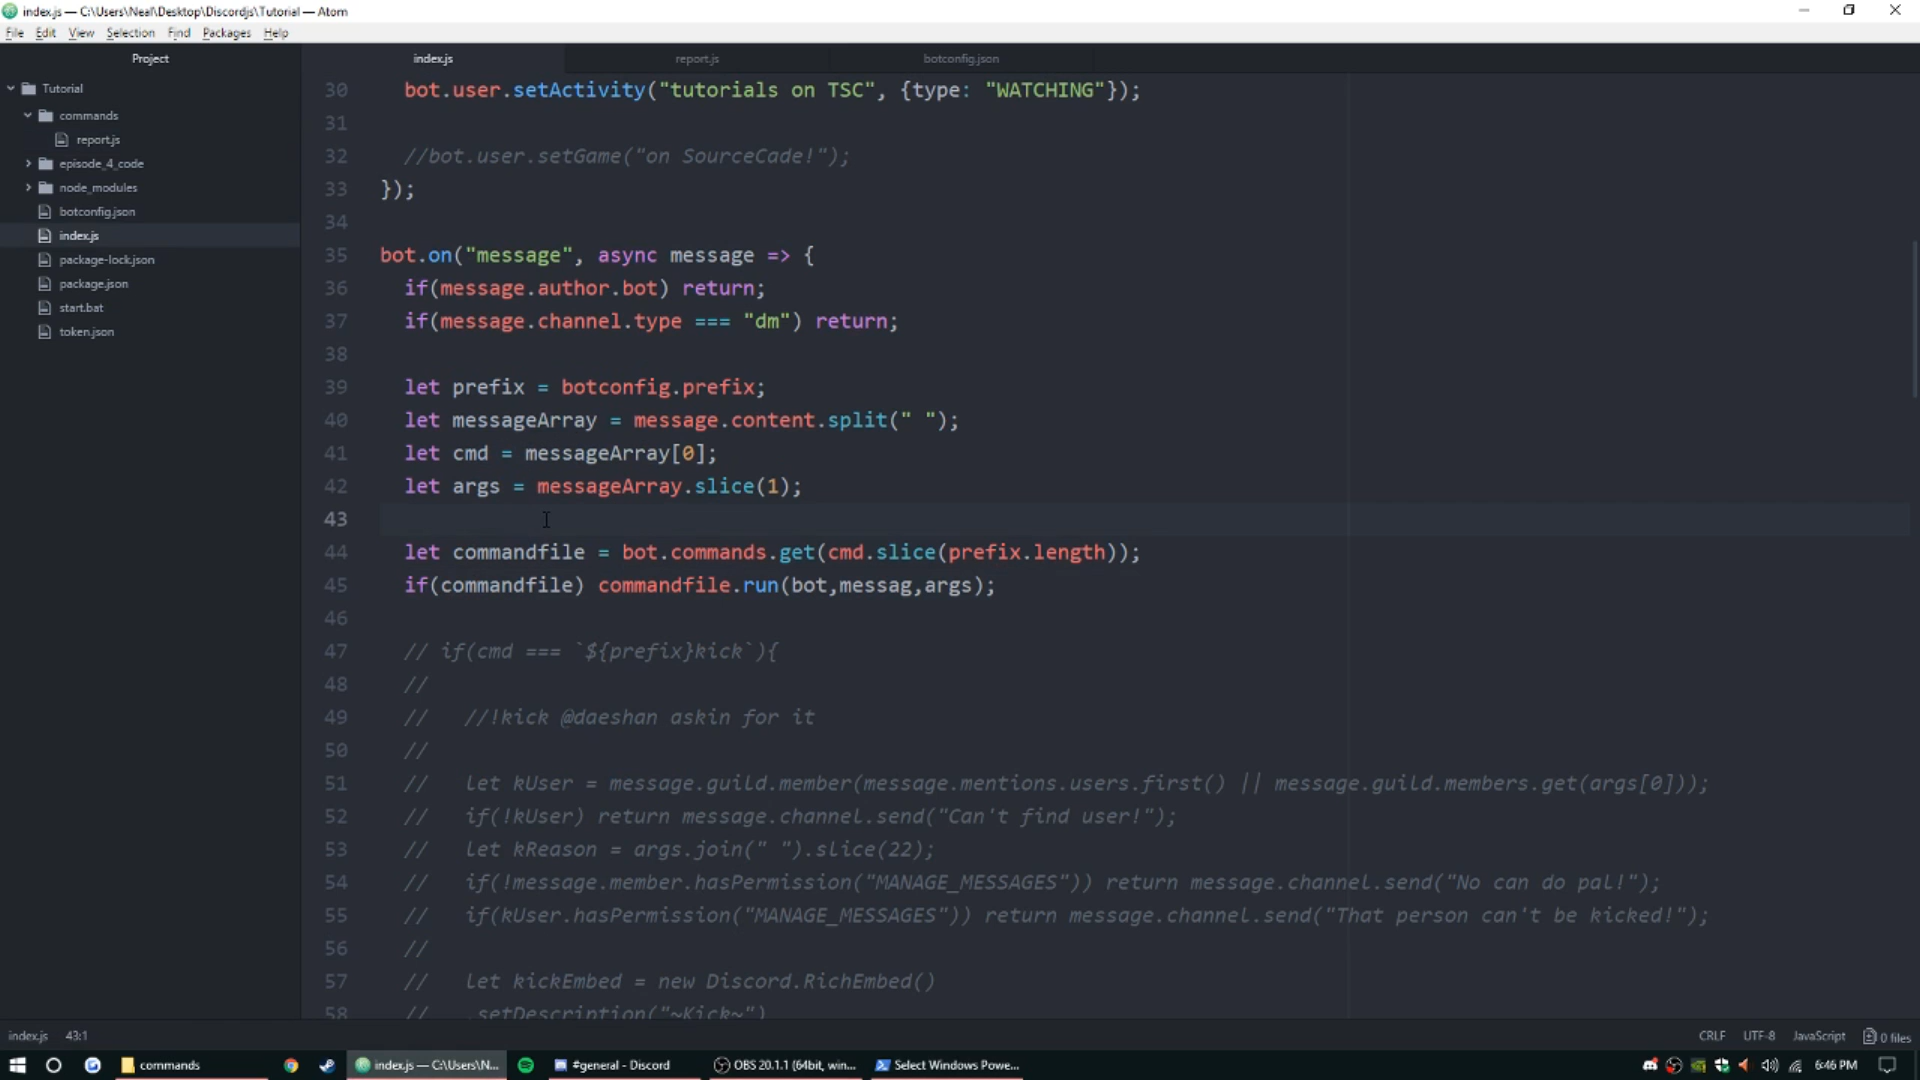 index.js — C:\Users\Neal\Desktop\Discordjs\Tutorial — Atom
File Edit View Selection Find Packages Help
Project
Tutorial
commands
report.js
episode_4_code
node_modules
botconfig.json
index.js
package-lock.json
package.json
start.bat
token.json
index.js report.js botconfig.json
30 bot.user.setActivity("tutorials on TSC", {type: "WATCHING"});
31
32 //bot.user.setGame("on SourceCade!");
33 });
34
35 bot.on("message", async message => {
36 if(message.author.bot) return;
37 if(message.channel.type === "dm") return;
38
39 let prefix = botconfig.prefix;
40 let messageArray = message.content.split(" ");
41 let cmd = messageArray[0];
42 let args = messageArray.slice(1);
43
44 let commandfile = bot.commands.get(cmd.slice(prefix.length));
45 if(commandfile) commandfile.run(bot,messag,args);
46
47 // if(cmd === `${prefix}kick`){
48 //
49 // //!kick @daeshan askin for it
50 //
51 // let kUser = message.guild.member(message.mentions.users.first() || message.guild.members.get(args[0]));
52 // if(!kUser) return message.channel.send("Can't find user!");
53 // let kReason = args.join(" ").slice(22);
54 // if(!message.member.hasPermission("MANAGE_MESSAGES")) return message.channel.send("No can do pal!");
55 // if(kUser.hasPermission("MANAGE_MESSAGES")) return message.channel.send("That person can't be kicked!");
56 //
57 // let kickEmbed = new Discord.RichEmbed()
58 // .setDescription("~Kick~")
index.js 43:1 CRLF UTF-8 JavaScript 0 files
commands index.js — C:\Users\N... #general - Discord OBS 20.1.1 (64bit, win... Select Windows Powe... 6:46 PM